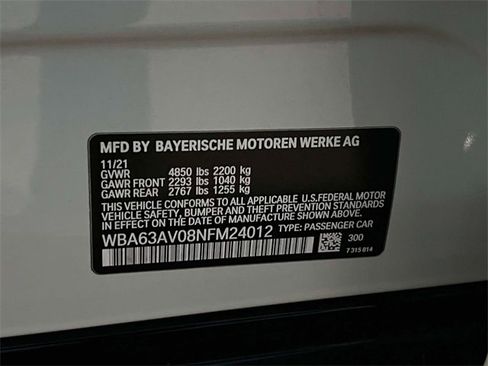 MFD BY BAYERISCHE MOTOREN WERKE AG
11/21
GVWR 4850 lbs 2200 kg
GAWR FRONT 2293 lbs 1040 kg
GAWR REAR 2767 lbs 1255 kg
THIS VEHICLE CONFORMS TO ALL APPLICABLE U.S.FEDERAL MOTOR
VEHICLE SAFETY, BUMPER AND THEFT PREVENTION STANDARDS
IN EFFECT ON THE DATE OF MANUFACTURE SHOWN ABOVE.
WBA63AV08NFM24012 TYPE: PASSENGER CAR
300
7 315 814